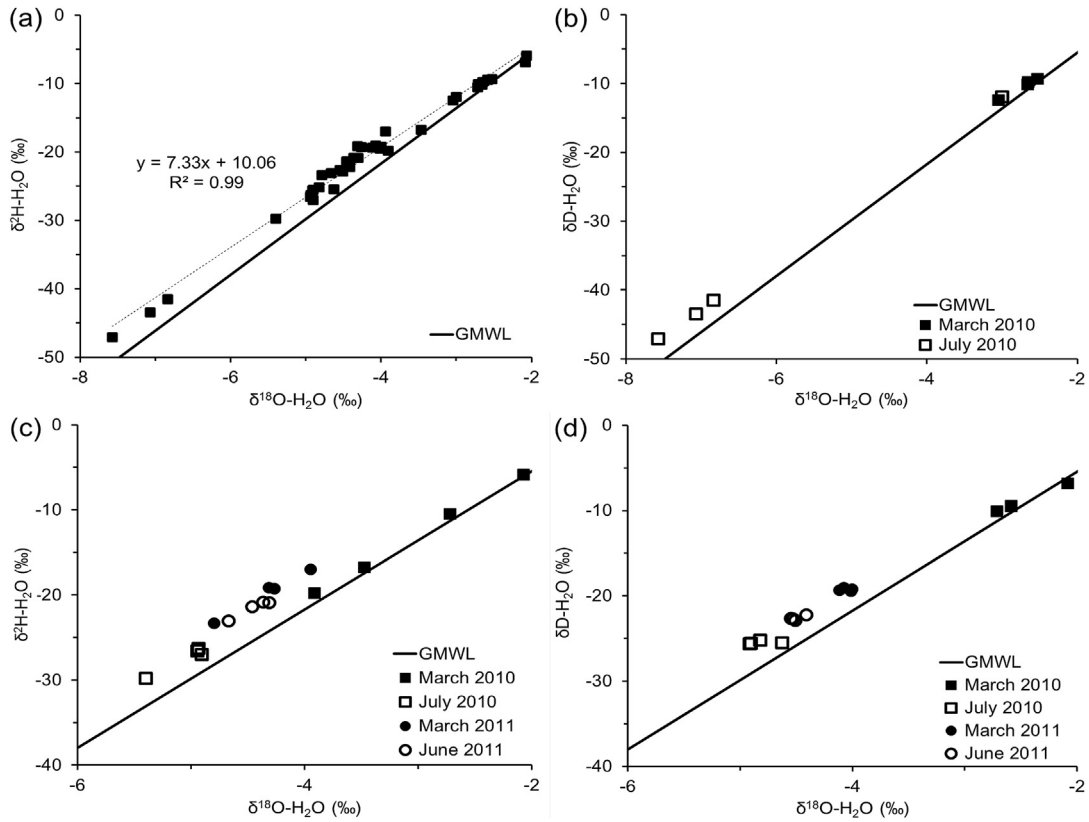 (a)
0
-10
-20
-30
-40
-50
δ²H-H₂O (‰)
y = 7.33x + 10.06
R² = 0.99
GMWL
-8
-6
-4
-2
δ¹⁸O-H₂O (‰)
(b)
0
-10
-20
-30
-40
-50
δD-H₂O (‰)
GMWL
March 2010
July 2010
-8
-6
-4
-2
δ¹⁸O-H₂O (‰)
(c)
0
-10
-20
-30
-40
δ²H-H₂O (‰)
GMWL
March 2010
July 2010
March 2011
June 2011
-6
-4
-2
δ¹⁸O-H₂O (‰)
(d)
0
-10
-20
-30
-40
δD-H₂O (‰)
GMWL
March 2010
July 2010
March 2011
June 2011
-6
-4
-2
δ¹⁸O-H₂O (‰)